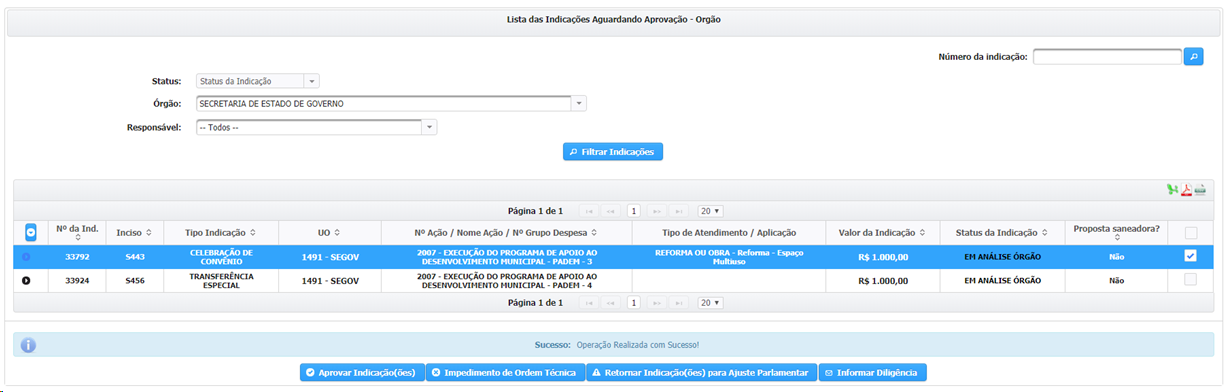 Lista das Indicações Aguardando Aprovação - Orgão
Número da indicação:
Status: Status da Indicação
Órgão: SECRETARIA DE ESTADO DE GOVERNO
Responsável: -- Todos --
Filtrar Indicações
Página 1 de 1 1 20
Nº da Ind. Inciso Tipo Indicação UO Nº Ação / Nome Ação / Nº Grupo Despesa Tipo de Atendimento / Aplicação Valor da Indicação Status da Indicação Proposta saneadora?
33792 S443 CELEBRAÇÃO DE CONVÊNIO 1491 - SEGOV 2007 - EXECUÇÃO DO PROGRAMA DE APOIO AO DESENVOLVIMENTO MUNICIPAL - PADEM - 3 REFORMA OU OBRA - Reforma - Espaço Multiuso R$ 1.000,00 EM ANÁLISE ÓRGÃO Não
33924 S456 TRANSFERÊNCIA ESPECIAL 1491 - SEGOV 2007 - EXECUÇÃO DO PROGRAMA DE APOIO AO DESENVOLVIMENTO MUNICIPAL - PADEM - 4 R$ 1.000,00 EM ANÁLISE ÓRGÃO Não
Página 1 de 1 1 20
Sucesso: Operação Realizada com Sucesso!
Aprovar Indicação(ões) Impedimento de Ordem Técnica Retornar Indicação(ões) para Ajuste Parlamentar Informar Diligência